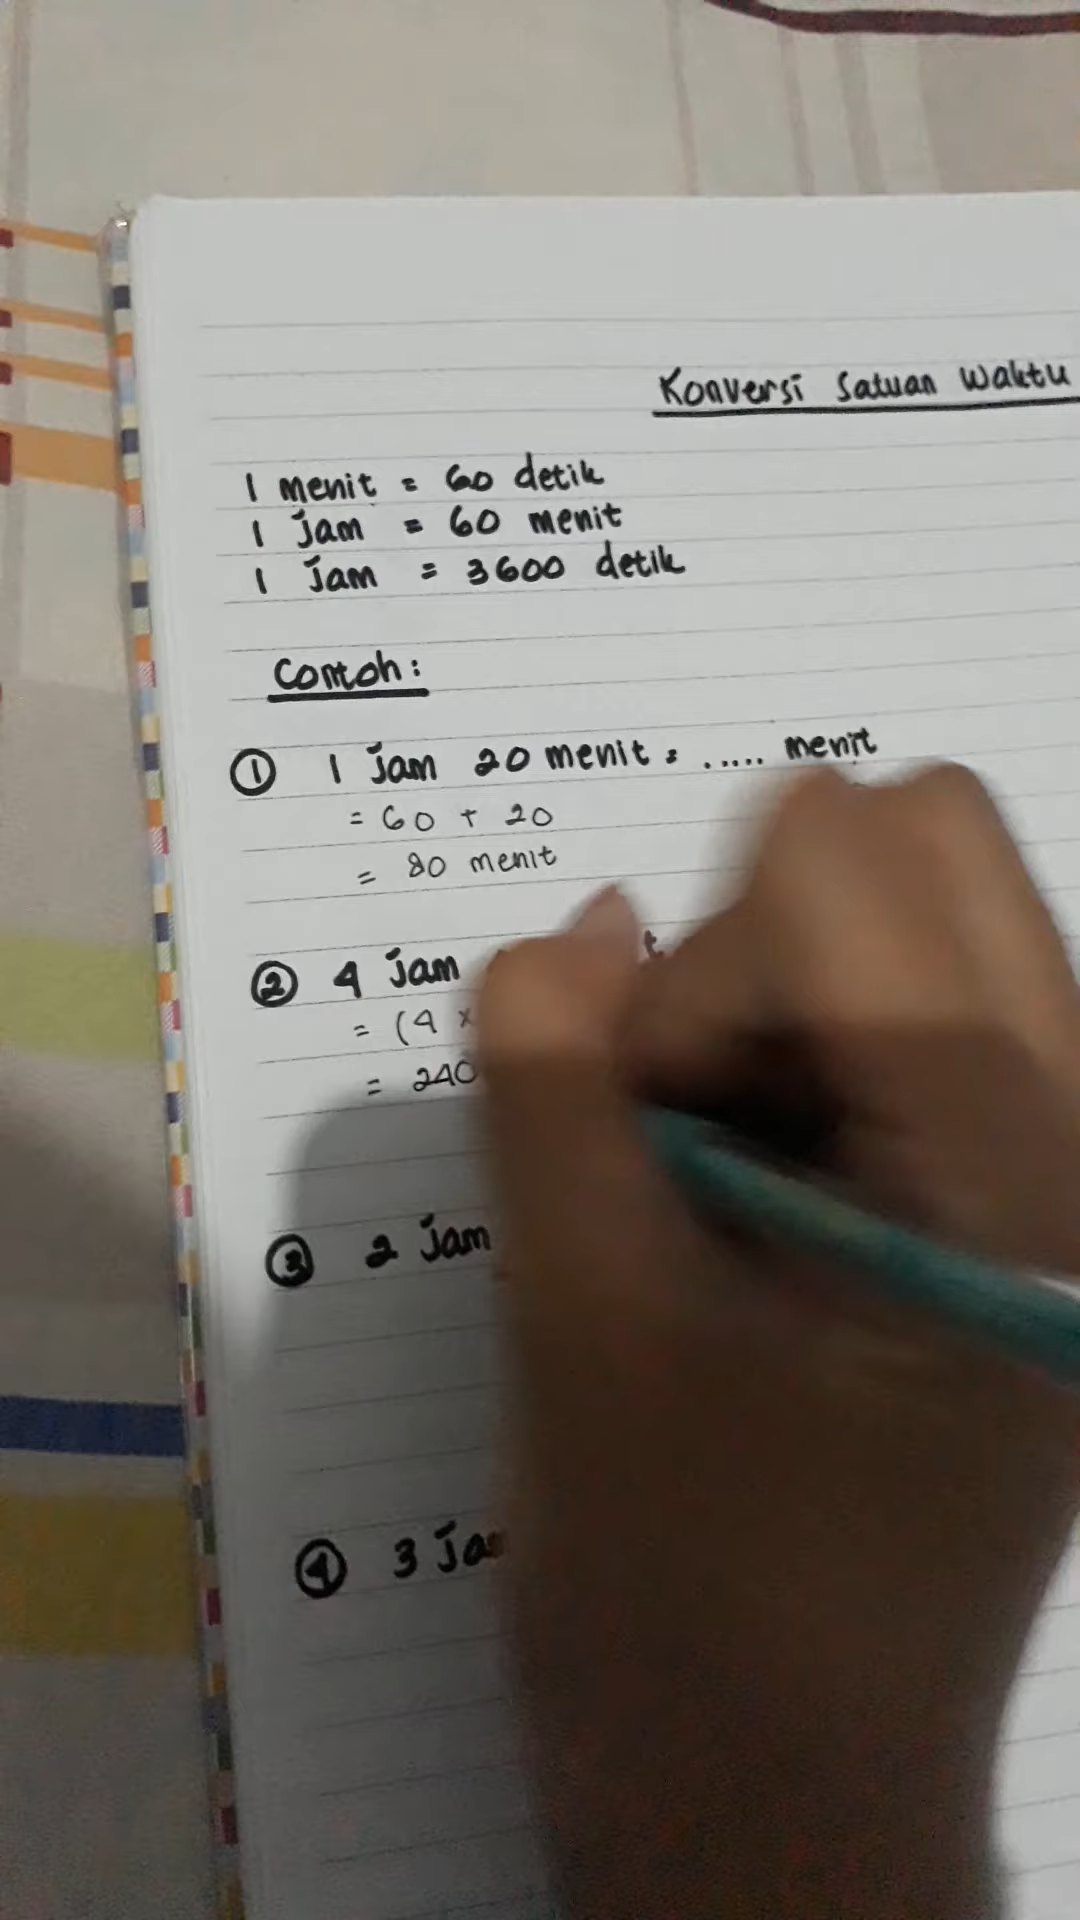 Konversi Satuan Waktu
1 menit = 60 detik
1 Jam = 60 menit
1 Jam = 3600 detik
Contoh:
① 1 Jam 20 menit = ..... menit
= 60 + 20
= 80 menit
② 4 Jam
= (4 ×
= 240
③ 2 Jam
④ 3